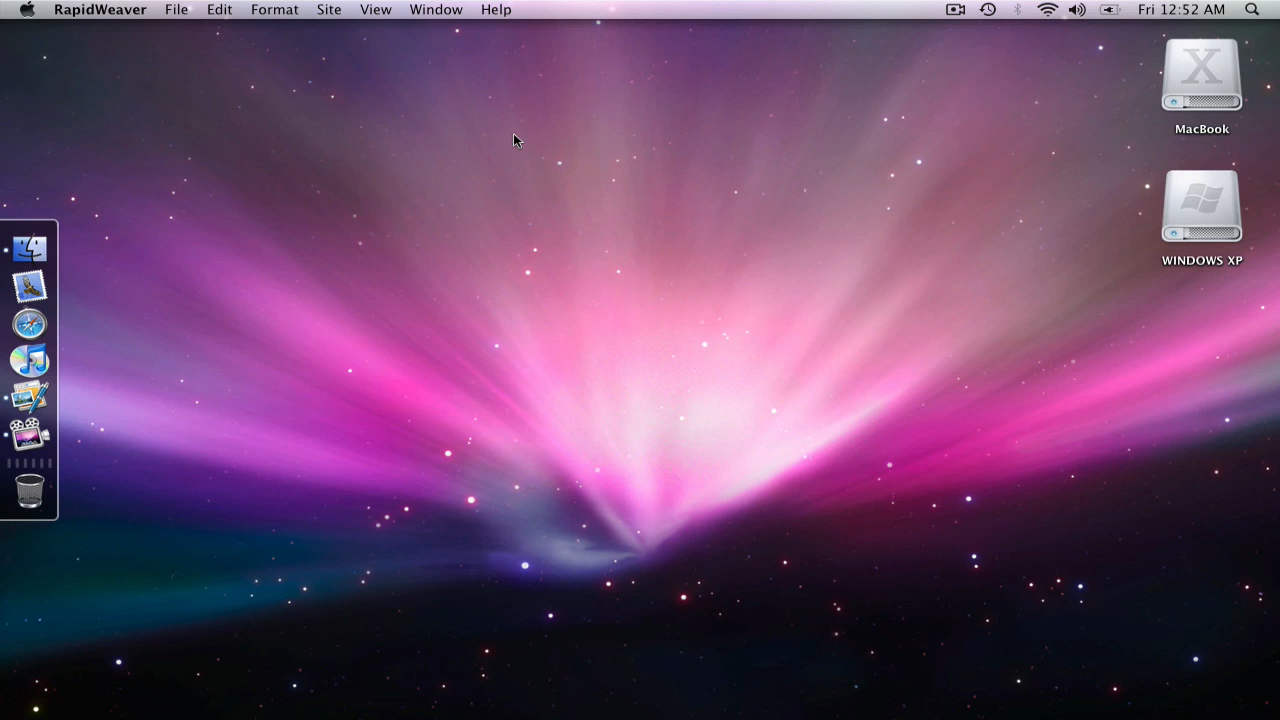 RapidWeaver File Edit Format Site View Window Help Fri 12:52 AM
X
MacBook
WINDOWS XP